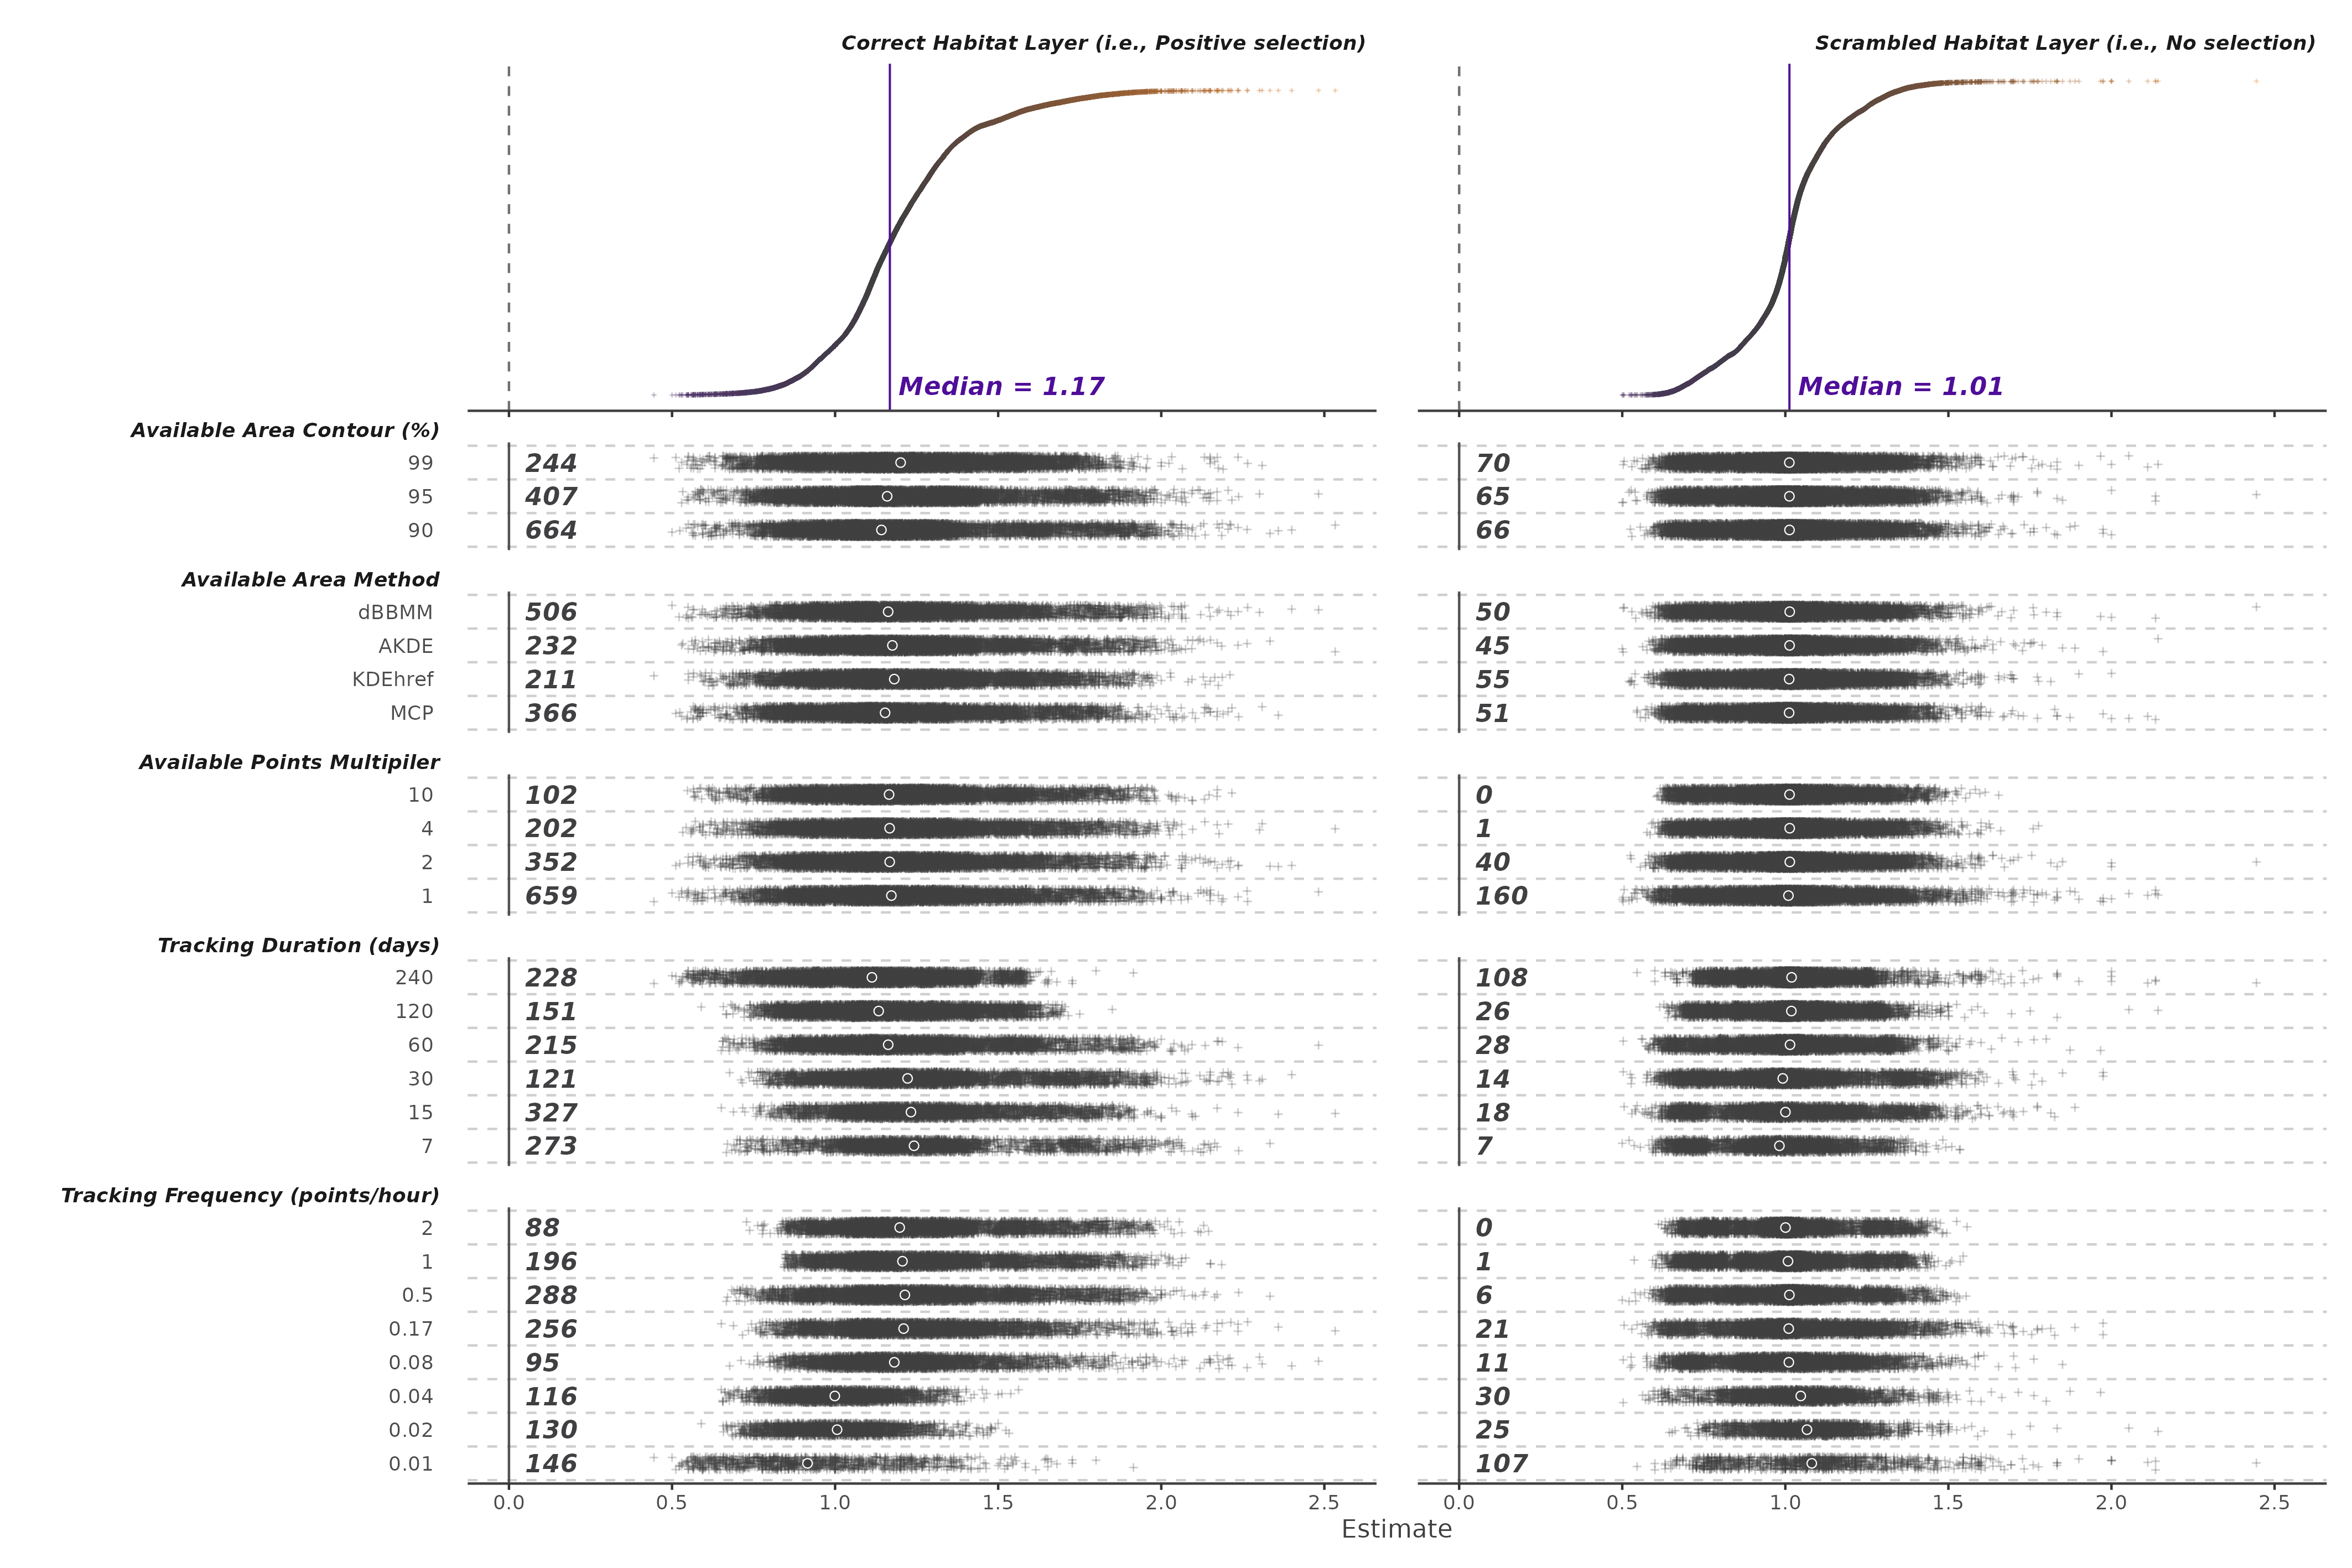 Correct Habitat Layer (i.e., Positive selection)
Scrambled Habitat Layer (i.e., No selection)
Median = 1.17
Median = 1.01
Available Area Contour (%)
99 244 70
95 407 65
90 664 66
Available Area Method
dBBMM 506 50
AKDE 232 45
KDEhref 211 55
MCP 366 51
Available Points Multipiler
10 102 0
4 202 1
2 352 40
1 659 160
Tracking Duration (days)
240 228 108
120 151 26
60 215 28
30 121 14
15 327 18
7 273 7
Tracking Frequency (points/hour)
2 88 0
1 196 1
0.5 288 6
0.17 256 21
0.08 95 11
0.04 116 30
0.02 130 25
0.01 146 107
0.0 0.5 1.0 1.5 2.0 2.5 0.0 0.5 1.0 1.5 2.0 2.5
Estimate